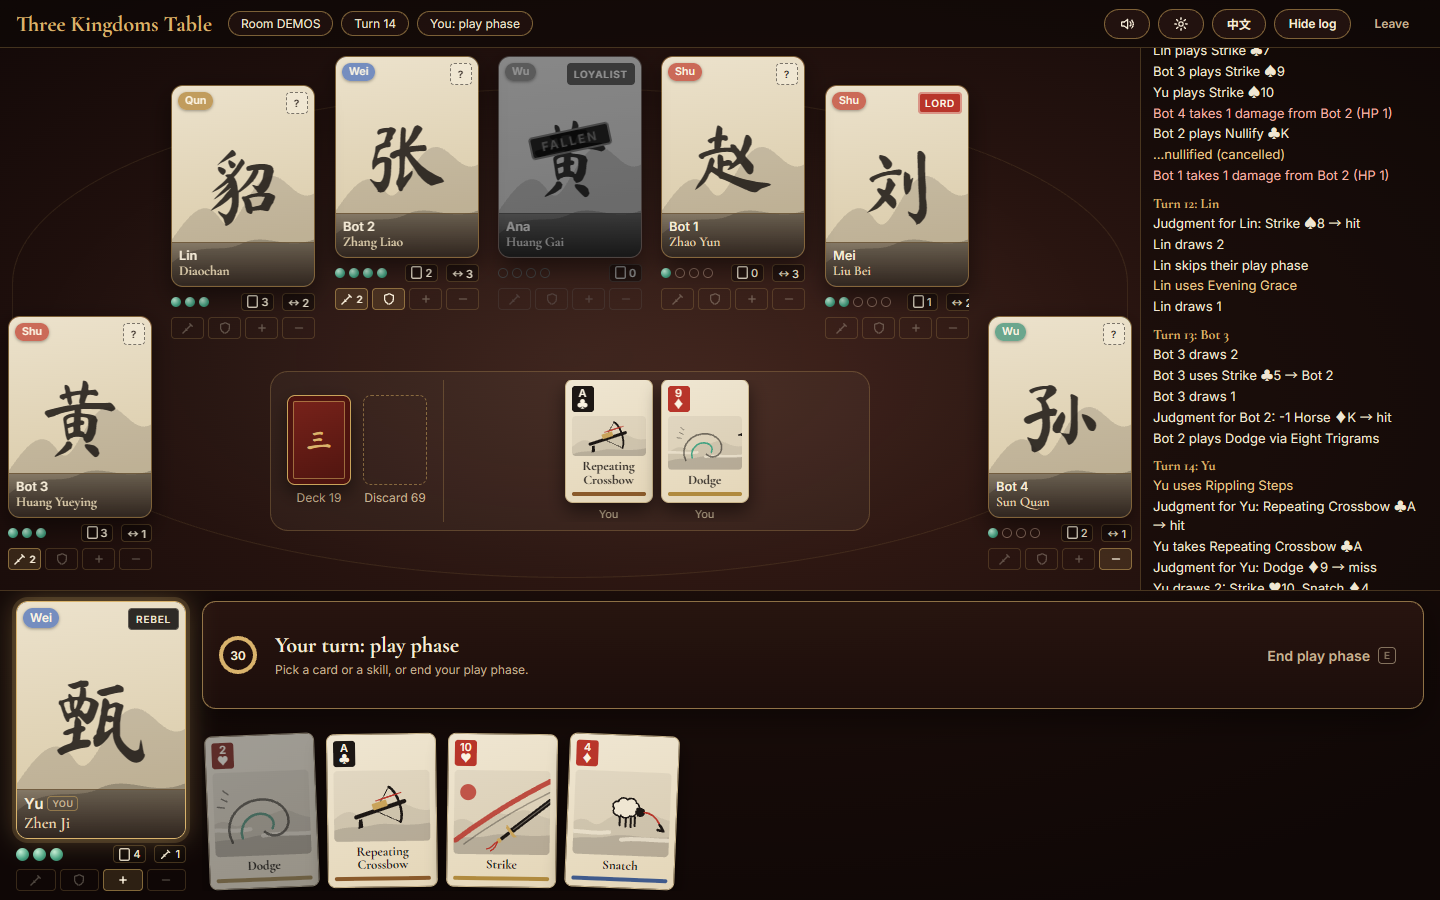 Three Kingdoms Table
Room DEMOS
Turn 14
You: play phase
中文
Hide log
Leave
Qun
?
貂
Lin
Diaochan
3
↔ 2
Wei
?
张
Bot 2
Zhang Liao
2
↔ 3
2
+
−
Wu
LOYALIST
黄
FALLEN
Ana
Huang Gai
0
+
−
Shu
?
赵
Bot 1
Zhao Yun
0
↔ 3
+
−
Shu
LORD
刘
Mei
Liu Bei
1
+
−
Shu
?
黄
Bot 3
Huang Yueying
3
↔ 1
2
+
−
三
Deck 19
Discard 69
A
♣
Repeating
Crossbow
You
9
♦
Dodge
You
Wu
?
孙
Bot 4
Sun Quan
2
↔ 1
+
−
Lin plays Strike ♣7
Bot 3 plays Strike ♠9
Yu plays Strike ♠10
Bot 4 takes 1 damage from Bot 2 (HP 1)
Bot 2 plays Nullify ♣K
...nullified (cancelled)
Bot 1 takes 1 damage from Bot 2 (HP 1)
Turn 12: Lin
Judgment for Lin: Strike ♠8 → hit
Lin draws 2
Lin skips their play phase
Lin uses Evening Grace
Lin draws 1
Turn 13: Bot 3
Bot 3 draws 2
Bot 3 uses Strike ♣5 → Bot 2
Bot 3 draws 1
Judgment for Bot 2: -1 Horse ♦K → hit
Bot 2 plays Dodge via Eight Trigrams
Turn 14: Yu
Yu uses Rippling Steps
Judgment for Yu: Repeating Crossbow ♣A
→ hit
Yu takes Repeating Crossbow ♣A
Judgment for Yu: Dodge ♦9 → miss
Yu draws 2: Strike ♥10, Snatch ♦4
Wei
REBEL
甄
Yu YOU
Zhen Ji
4
1
+
−
30
Your turn: play phase
Pick a card or a skill, or end your play phase.
End play phase E
2
♥
Dodge
A
♣
Repeating
Crossbow
10
♥
Strike
4
♦
Snatch